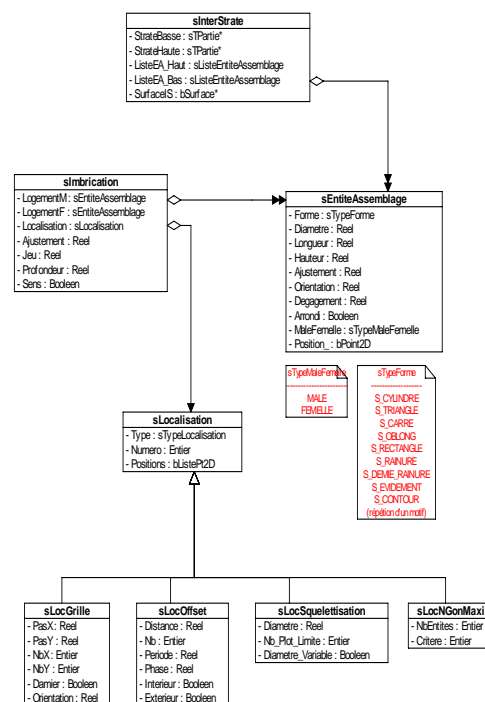 sInterStrate
- StrateBasse : sTPartie*
- StrateHaute : sTPartie*
- ListeEA_Haut : sListeEntiteAssemblage
- ListeEA_Bas : sListeEntiteAssemblage
- SurfaceIS : bSurface*
sImbrication
- LogementM : sEntiteAssemblage
- LogementF : sEntiteAssemblage
- Localisation : sLocalisation
- Ajustement : Reel
- Jeu : Reel
- Profondeur : Reel
- Sens : Booleen
sEntiteAssemblage
- Forme : sTypeForme
- Diametre : Reel
- Longueur : Reel
- Hauteur : Reel
- Ajustement : Reel
- Orientation : Reel
- Degagement : Reel
- Arrondi : Booleen
- MaleFemelle : sTypeMaleFemelle
- Position_ : bPoint2D
sTypeMaleFemelle
----------------------
MALE
FEMELLE
sTypeForme
------------------
S_CYLINDRE
S_TRIANGLE
S_CARRE
S_OBLONG
S_RECTANGLE
S_RAINURE
S_DEMIE_RAINURE
S_EVIDEMENT
S_CONTOUR
(répétion d'un motif)
sLocalisation
- Type : sTypeLocalisation
- Numero : Entier
- Positions : bListePt2D
sLocGrille
- PasX : Reel
- PasY : Reel
- NbX : Entier
- NbY : Entier
- Damier : Booleen
- Orientation : Reel
sLocOffset
- Distance : Reel
- Nb : Entier
- Periode : Reel
- Phase : Reel
- Interieur : Booleen
- Exterieur : Booleen
sLocSquelettisation
- Diametre : Reel
- Nb_Plot_Limite : Entier
- Diametre_Variable : Booleen
sLocNGonMaxi
- NbEntites : Entier
- Critere : Entier